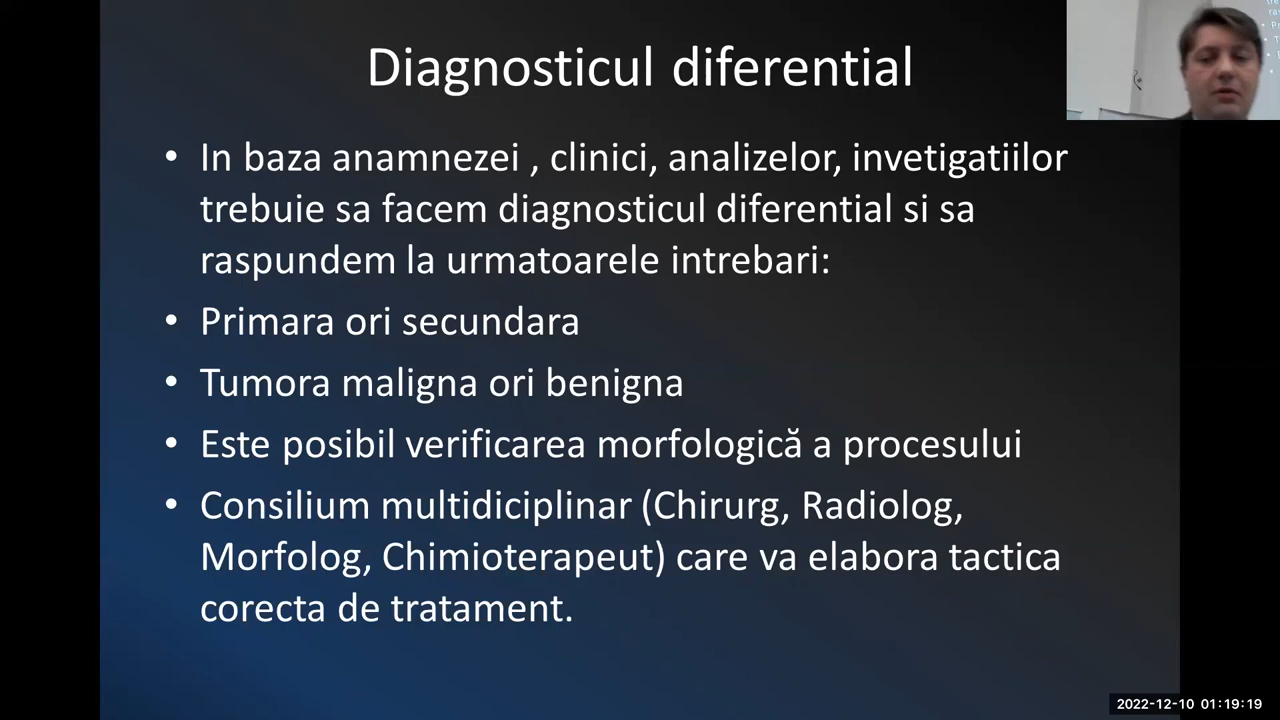 Diagnosticul diferential
• In baza anamnezei , clinici, analizelor, invetigatiilor
trebuie sa facem diagnosticul diferential si sa
raspundem la urmatoarele intrebari:
• Primara ori secundara
• Tumora maligna ori benigna
• Este posibil verificarea morfologică a procesului
• Consilium multidiciplinar (Chirurg, Radiolog,
Morfolog, Chimioterapeut) care va elabora tactica
corecta de tratament.
2022-12-10 01:19:19